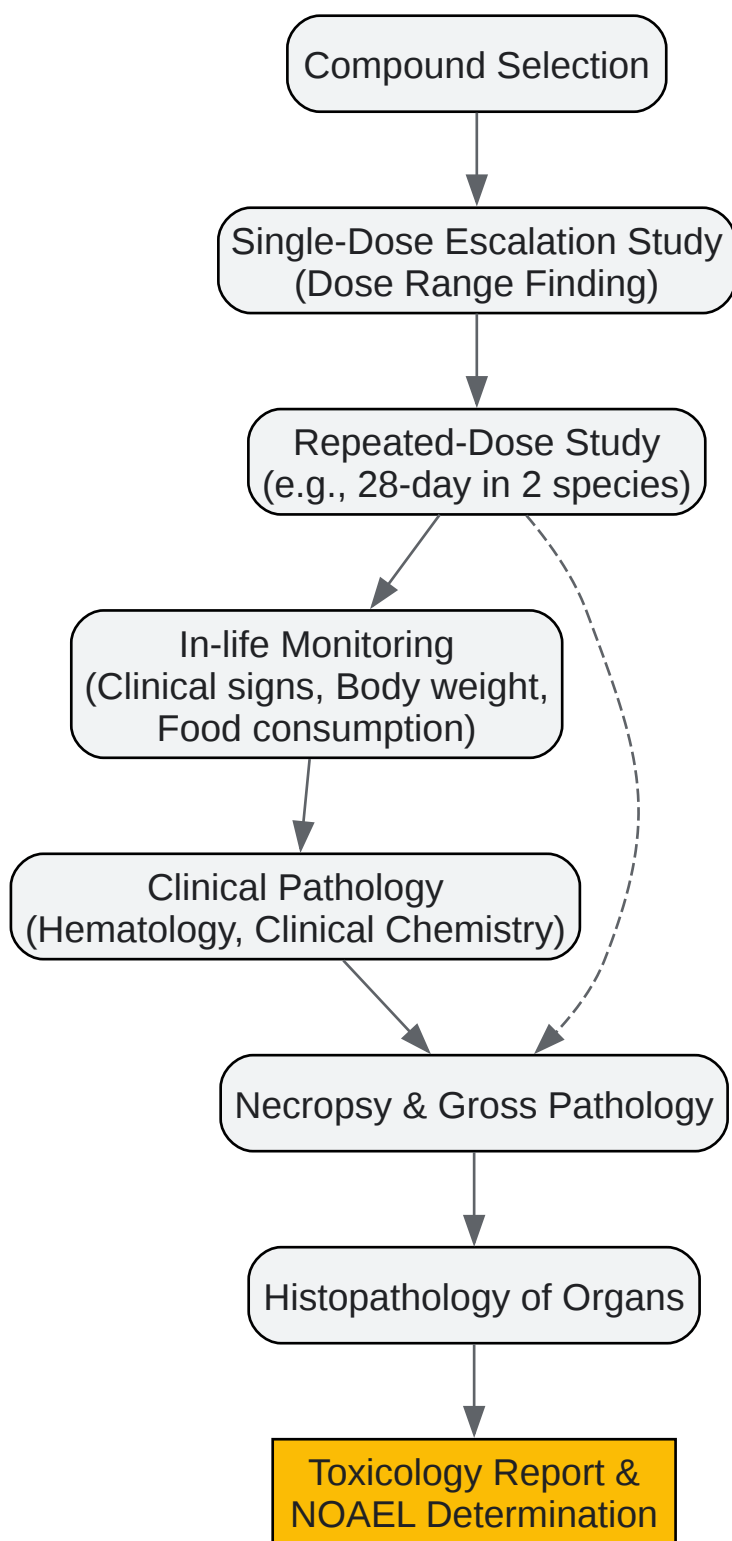 Compound Selection
Single-Dose Escalation Study
(Dose Range Finding)
Repeated-Dose Study
(e.g., 28-day in 2 species)
In-life Monitoring
(Clinical signs, Body weight,
Food consumption)
Clinical Pathology
(Hematology, Clinical Chemistry)
Necropsy & Gross Pathology
Histopathology of Organs
Toxicology Report &
NOAEL Determination